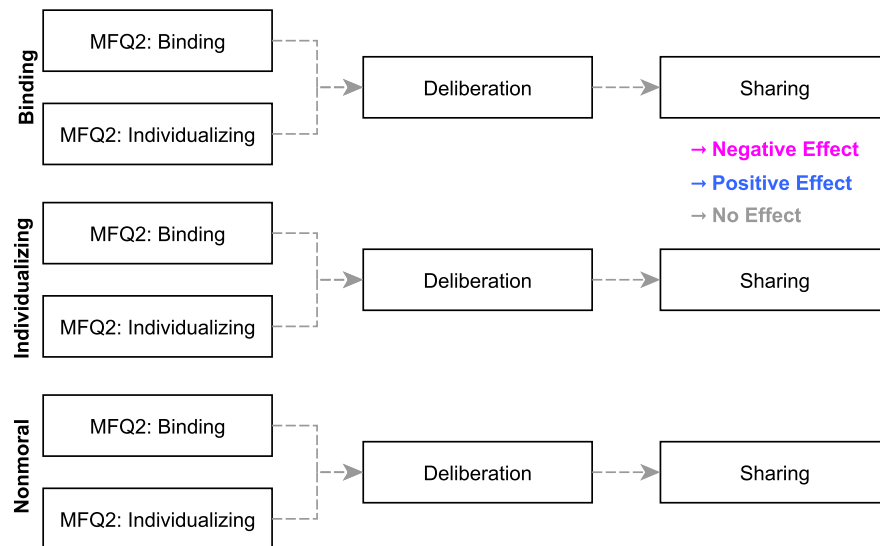 Binding
MFQ2: Binding
MFQ2: Individualizing
Deliberation
Sharing
→ Negative Effect
→ Positive Effect
→ No Effect
Individualizing
MFQ2: Binding
MFQ2: Individualizing
Deliberation
Sharing
Nonmoral
MFQ2: Binding
MFQ2: Individualizing
Deliberation
Sharing